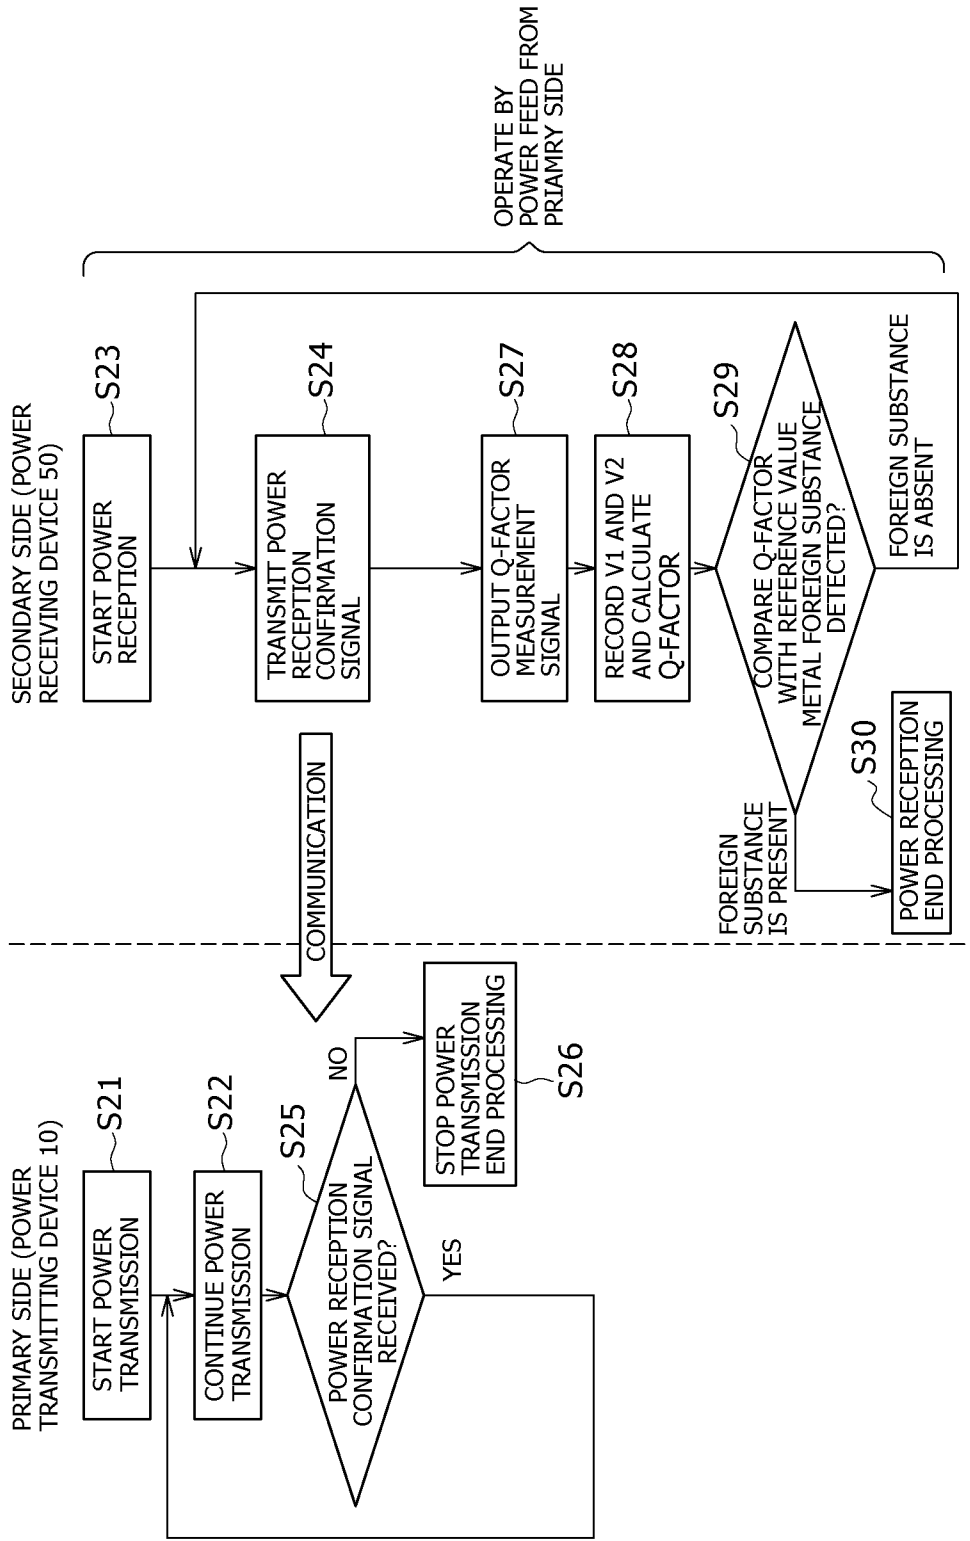 PRIMARY SIDE (POWER
TRANSMITTING DEVICE 10)
START POWER
TRANSMISSION
S21
CONTINUE POWER
TRANSMISSION
S22
POWER RECEPTION
CONFIRMATION SIGNAL
RECEIVED?
S25
NO
YES
STOP POWER
TRANSMISSION
END PROCESSING
S26
COMMUNICATION
SECONDARY SIDE (POWER
RECEIVING DEVICE 50)
START POWER
RECEPTION
S23
TRANSMIT POWER
RECEPTION
CONFIRMATION
SIGNAL
S24
OUTPUT Q-FACTOR
MEASUREMENT
SIGNAL
S27
RECORD V1 AND V2
AND CALCULATE
Q-FACTOR
S28
COMPARE Q-FACTOR
WITH REFERENCE VALUE
METAL FOREIGN SUBSTANCE
DETECTED?
S29
FOREIGN
SUBSTANCE
IS PRESENT
FOREIGN SUBSTANCE
IS ABSENT
POWER RECEPTION
END PROCESSING
S30
OPERATE BY
POWER FEED FROM
PRIAMRY SIDE